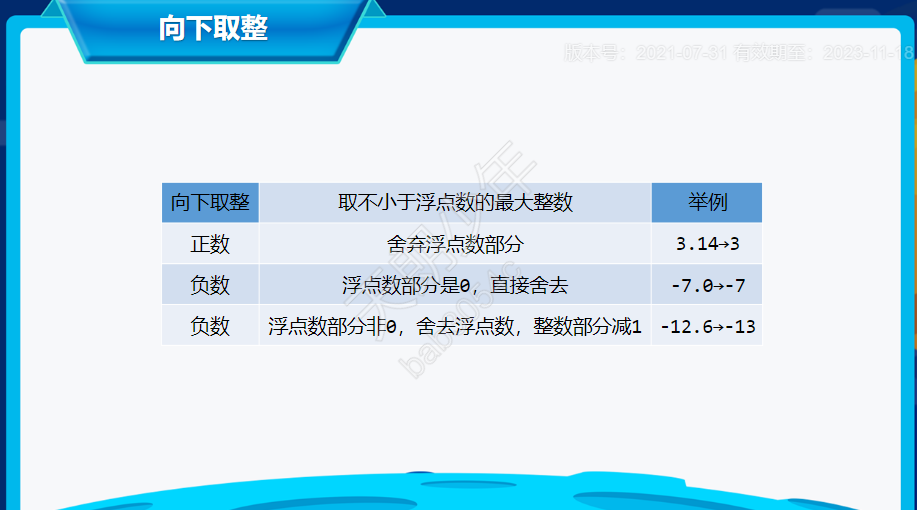 向下取整
版本号：2021-07-31 有效期至：2023-11-18
向下取整 取不小于浮点数的最大整数 举例
正数 舍弃浮点数部分 3.14→3
负数 浮点数部分是0，直接舍去 -7.0→-7
负数 浮点数部分非0，舍去浮点数，整数部分减1 -12.6→-13